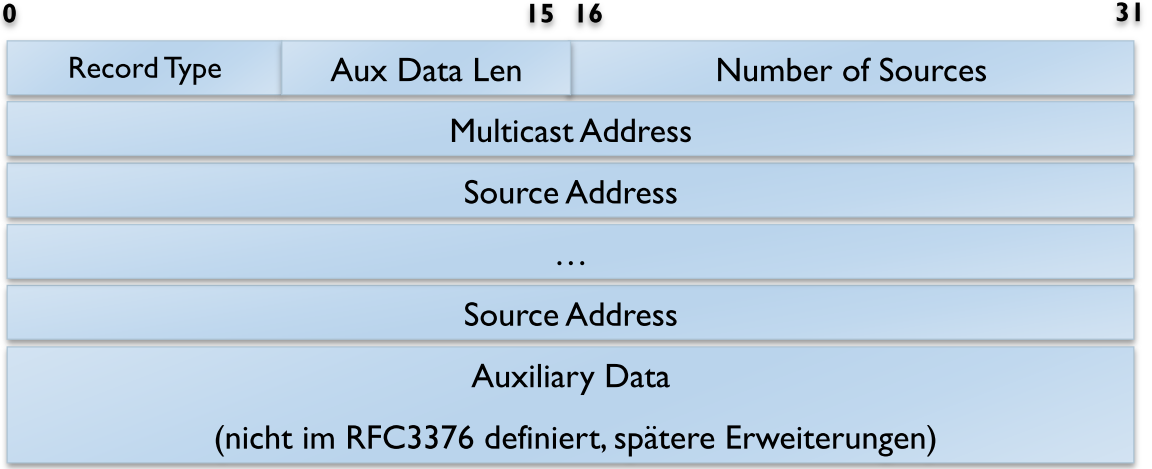 0 15 16 31
Record Type Aux Data Len Number of Sources
Multicast Address
Source Address
...
Source Address
Auxiliary Data
(nicht im RFC3376 definiert, spätere Erweiterungen)